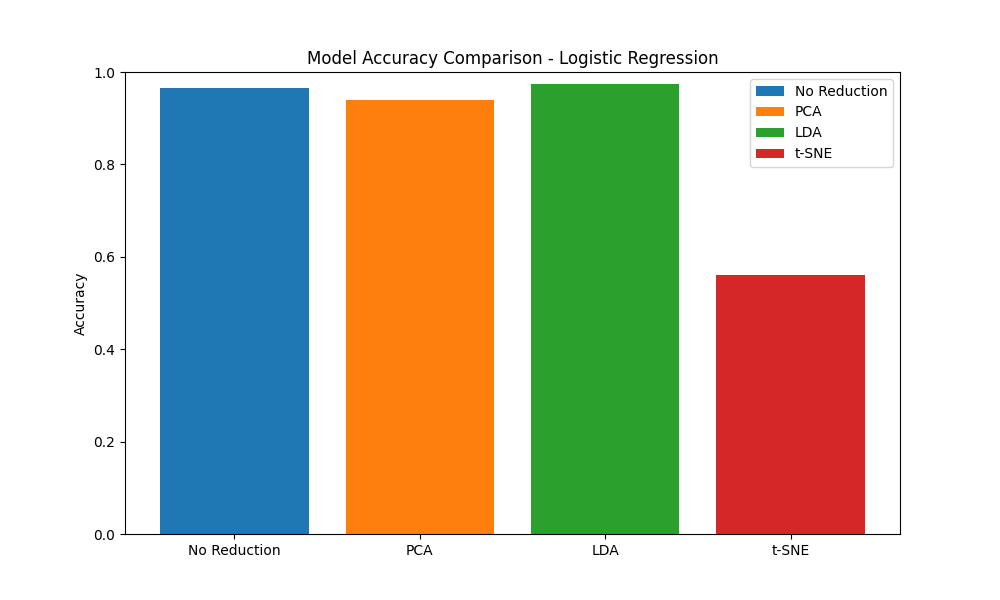 Model Accuracy Comparison - Logistic Regression
1.0
0.8
0.6
0.4
0.2
0.0
Accuracy
No Reduction
PCA
LDA
t-SNE
No Reduction
PCA
LDA
t-SNE